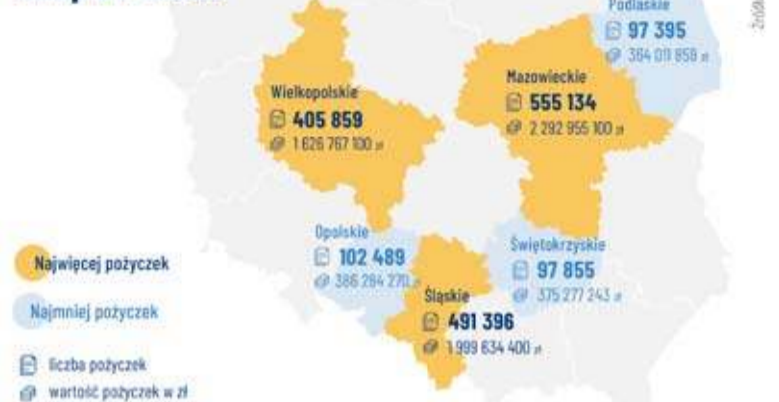 Podlaskie
97 395
364 011 858 zł
Mazowieckie
555 134
2 292 955 100 zł
Wielkopolskie
405 859
1 626 767 100 zł
Opolskie
102 489
386 284 270 zł
Świętokrzyskie
97 855
375 277 243 zł
Śląskie
491 396
1 999 634 400 zł
Najwięcej pożyczek
Najmniej pożyczek
liczba pożyczek
wartość pożyczek w zł